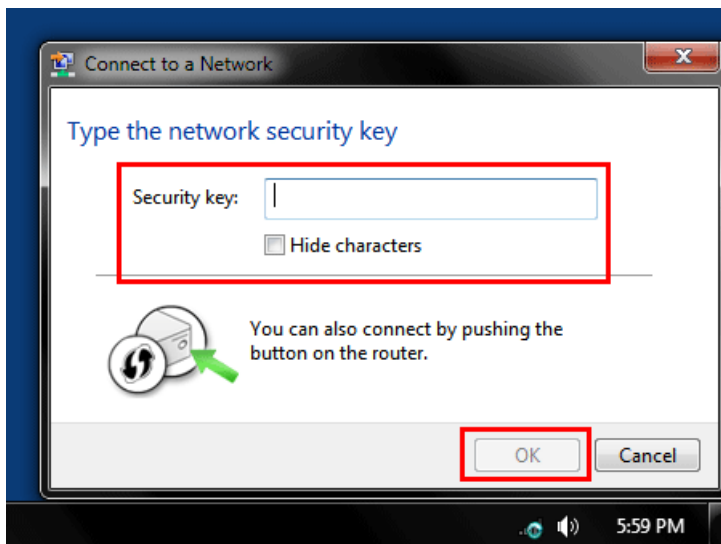 Connect to a Network
Type the network security key
Security key:
Hide characters
You can also connect by pushing the
button on the router.
OK Cancel
5:59 PM